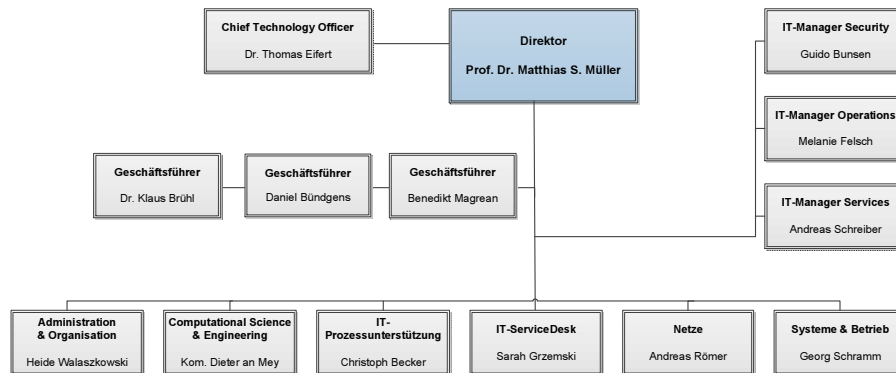 Chief Technology Officer
Dr. Thomas Eifert
Direktor
Prof. Dr. Matthias S. Müller
IT-Manager Security
Guido Bunsen
IT-Manager Operations
Melanie Felsch
Geschäftsführer
Dr. Klaus Brühl
Geschäftsführer
Daniel Bündgens
Geschäftsführer
Benedikt Magrean
IT-Manager Services
Andreas Schreiber
Administration
& Organisation
Heide Walaszkowski
Computational Science
& Engineering
Kom. Dieter an Mey
IT-
Prozessunterstützung
Christoph Becker
IT-ServiceDesk
Sarah Grzemski
Netze
Andreas Römer
Systeme & Betrieb
Georg Schramm